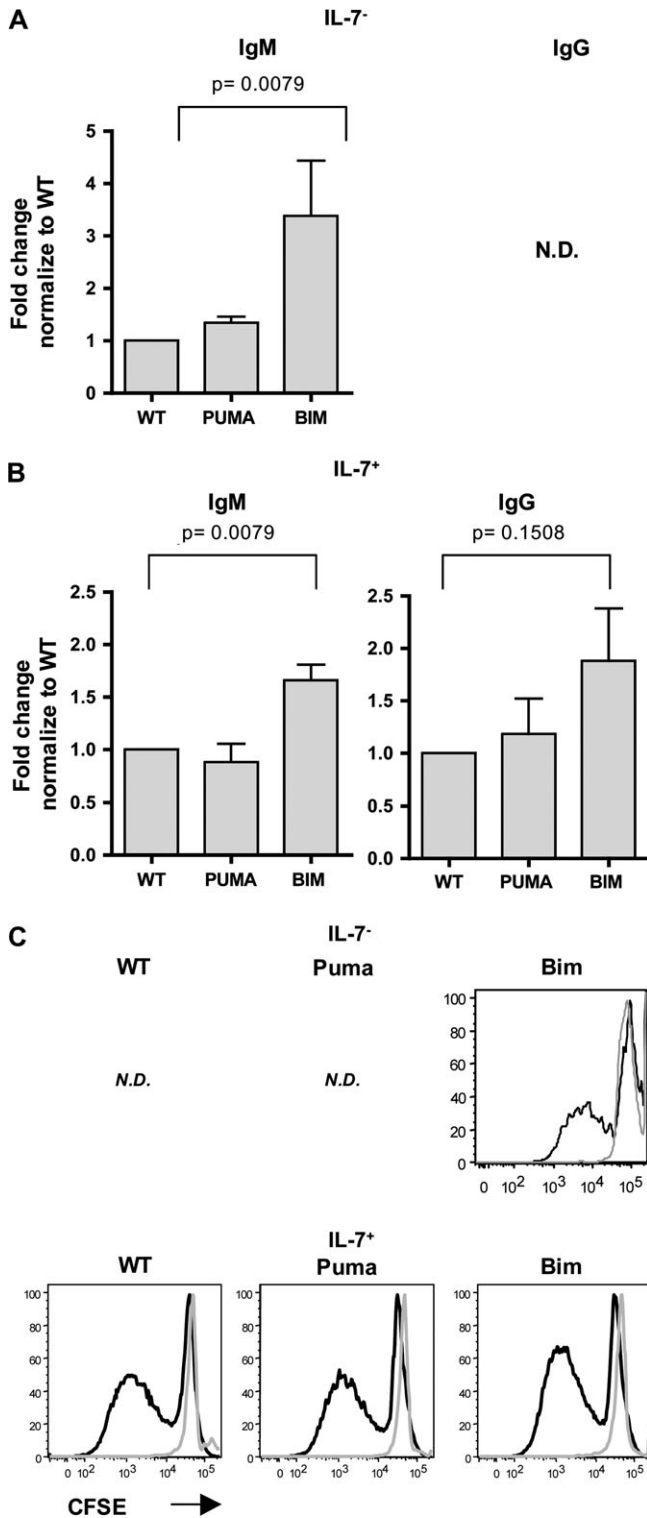 A
IL-7⁻
IgM
IgG
p= 0.0079
Fold change
normalize to WT
5
4
3
2
1
0
WT PUMA BIM
N.D.
B
IL-7⁺
IgM
IgG
p= 0.0079
p= 0.1508
Fold change
normalize to WT
2.5
2.0
1.5
1.0
0.5
0.0
WT PUMA BIM
2.5
2.0
1.5
1.0
0.5
0.0
WT PUMA BIM
C
IL-7⁻
WT Puma Bim
N.D. N.D.
100
80
60
40
20
0
0 10² 10³ 10⁴ 10⁵
IL-7⁺
WT Puma Bim
100
80
60
40
20
0
0 10³ 10⁴ 10⁵
100
80
60
40
20
0
0 10³ 10⁴ 10⁵
100
80
60
40
20
0
0 10² 10³ 10⁴ 10⁵
CFSE